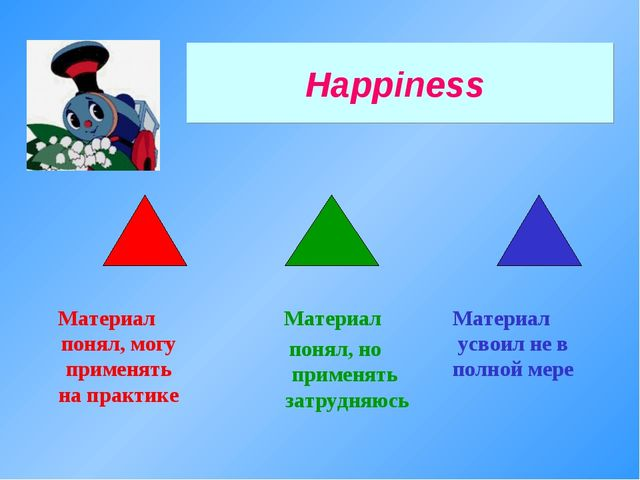 Happiness
Материал
понял, могу
применять
на практике
Материал
понял, но
применять
затрудняюсь
Материал
усвоил не в
полной мере